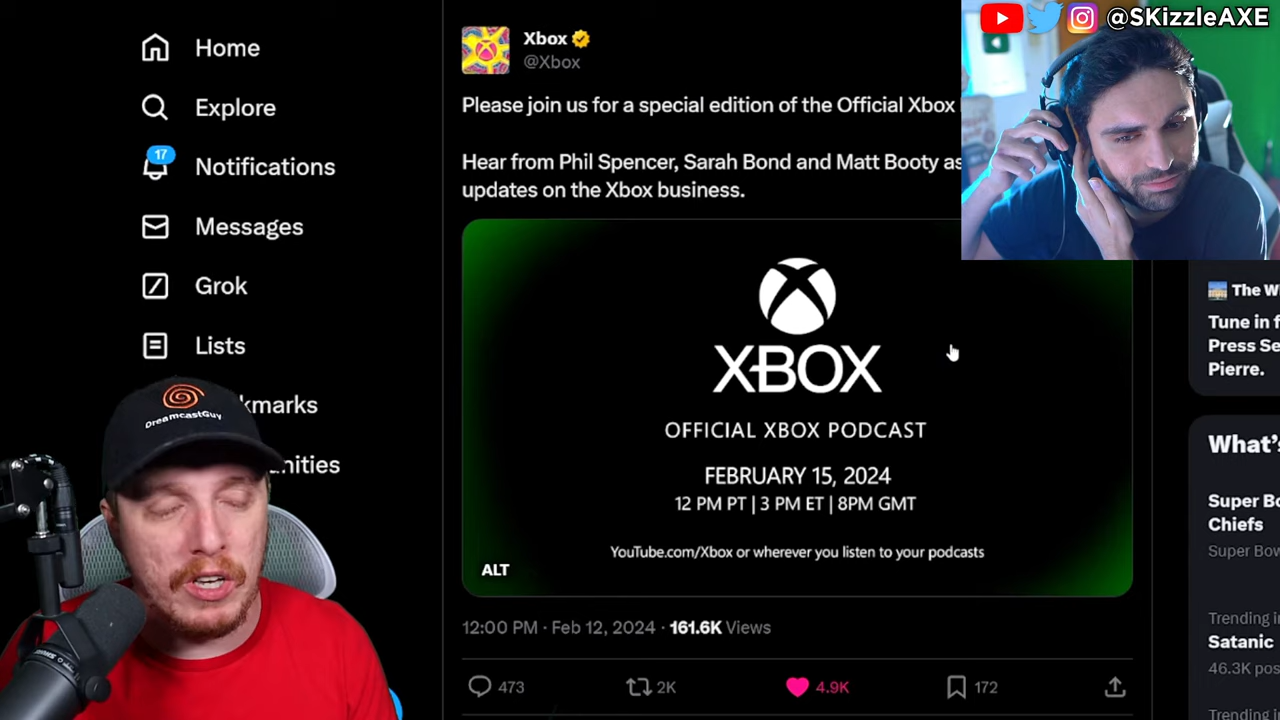 @SKizzleAXE
Home
Explore
17
Notifications
Messages
Grok
Lists
kmarks
nities
DreamcastGuy
Xbox
@Xbox
Please join us for a special edition of the Official Xbox
Hear from Phil Spencer, Sarah Bond and Matt Booty as
updates on the Xbox business.
XBOX
OFFICIAL XBOX PODCAST
FEBRUARY 15, 2024
12 PM PT | 3 PM ET | 8PM GMT
YouTube.com/Xbox or wherever you listen to your podcasts
ALT
12:00 PM · Feb 12, 2024 · 161.6K Views
473 2K 4.9K 172
The W
Tune in f
Press Se
Pierre.
What's
Super Bo
Chiefs
Super Bow
Trending i
Satanic
46.3K pos
Trending i